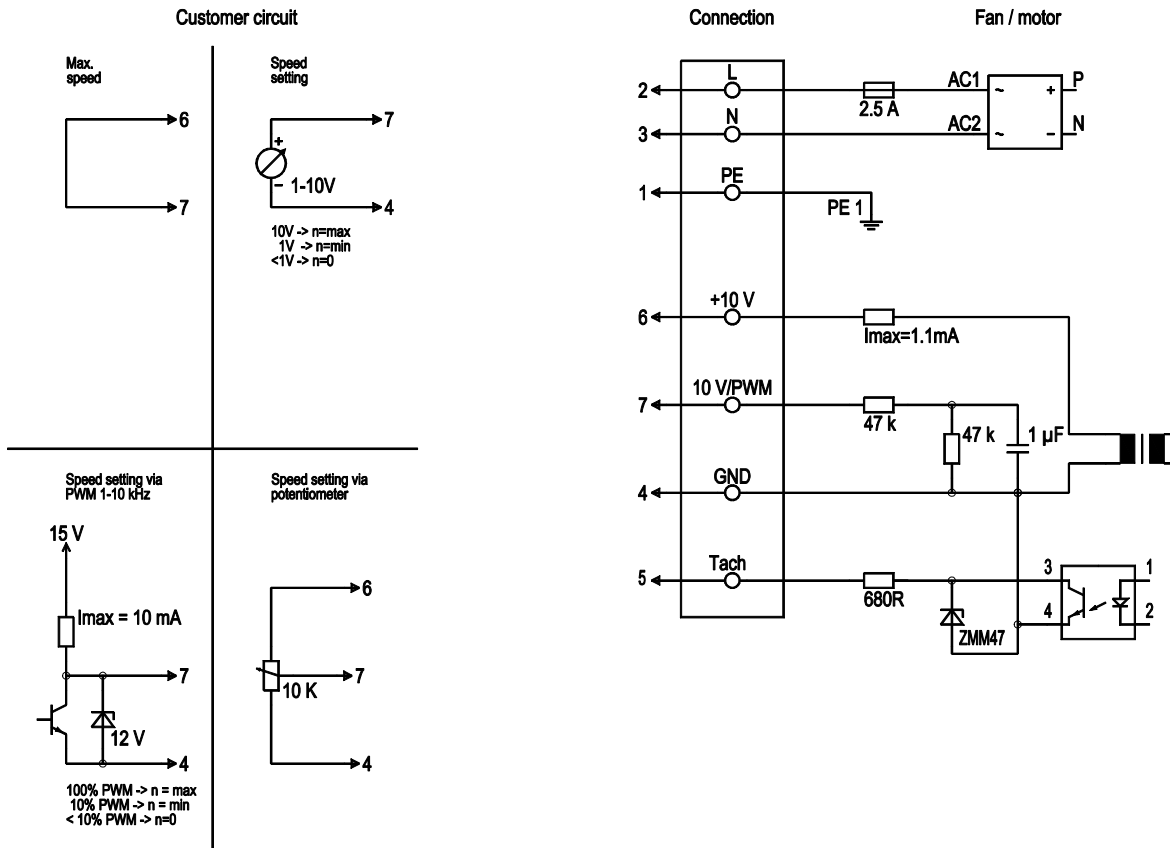 Customer circuit
Connection
Fan / motor
Max.
speed
6
7
Speed
setting
7
+
−
1-10V
4
10V -> n=max
1V -> n=min
<1V -> n=0
Speed setting via
PWM 1-10 kHz
15 V
Imax = 10 mA
7
12 V
4
100% PWM -> n = max
10% PWM -> n = min
< 10% PWM -> n=0
Speed setting via
potentiometer
6
7
10 K
4
2
L
2.5 A
AC1
~
+
P
3
N
AC2
~
−
N
1
PE
PE 1
6
+10 V
Imax=1.1mA
7
10 V/PWM
47 k
47 k
1 µF
4
GND
5
Tach
680R
ZMM47
3
4
1
2